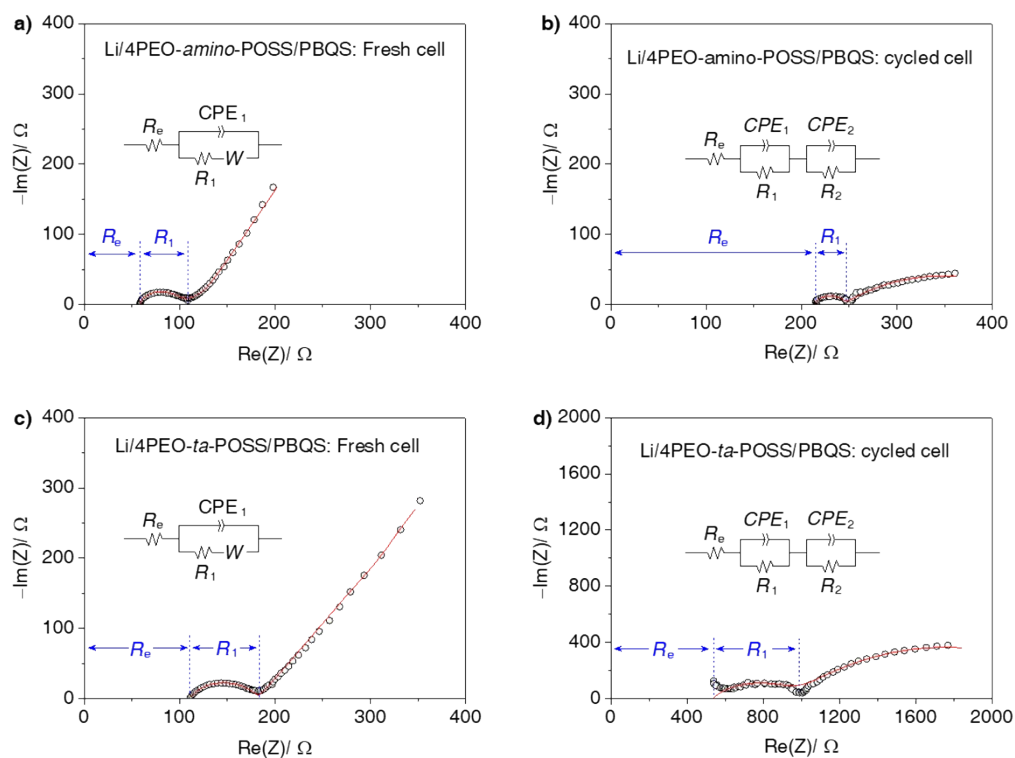 a)
Li/4PEO-amino-POSS/PBQS: Fresh cell
CPE1
Re
R1
W
Re
R1
400
300
200
100
0
−Im(Z)/ Ω
0 100 200 300 400
Re(Z)/ Ω
b)
Li/4PEO-amino-POSS/PBQS: cycled cell
CPE1 CPE2
Re
R1 R2
Re
R1
400
300
200
100
0
−Im(Z)/ Ω
0 100 200 300 400
Re(Z)/ Ω
c)
Li/4PEO-ta-POSS/PBQS: Fresh cell
CPE1
Re
R1
W
Re
R1
400
300
200
100
0
−Im(Z)/ Ω
0 100 200 300 400
Re(Z)/ Ω
d)
Li/4PEO-ta-POSS/PBQS: cycled cell
CPE1 CPE2
Re
R1 R2
Re
R1
2000
1600
1200
800
400
0
−Im(Z)/ Ω
0 400 800 1200 1600 2000
Re(Z)/ Ω